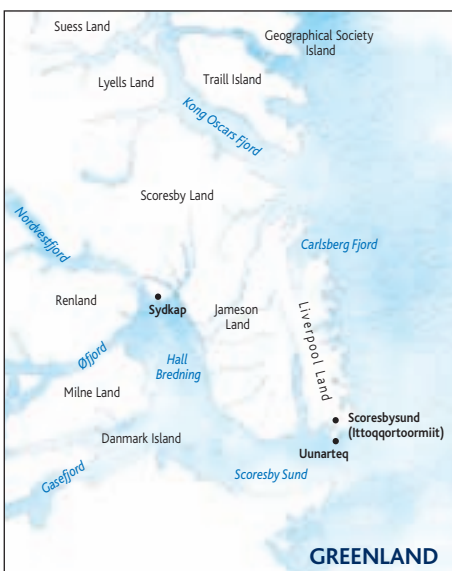 Suess Land
Geographical Society
Island
Lyells Land
Traill Island
Kong Oscars Fjord
Scoresby Land
Nordvestfjord
Carlsberg Fjord
Renland
Sydkap
Jameson
Land
Liverpool Land
Øfjord
Hall
Bredning
Milne Land
Scoresbysund
(Ittoqqortoormiit)
Danmark Island
Uunarteq
Gasefjord
Scoresby Sund
GREENLAND